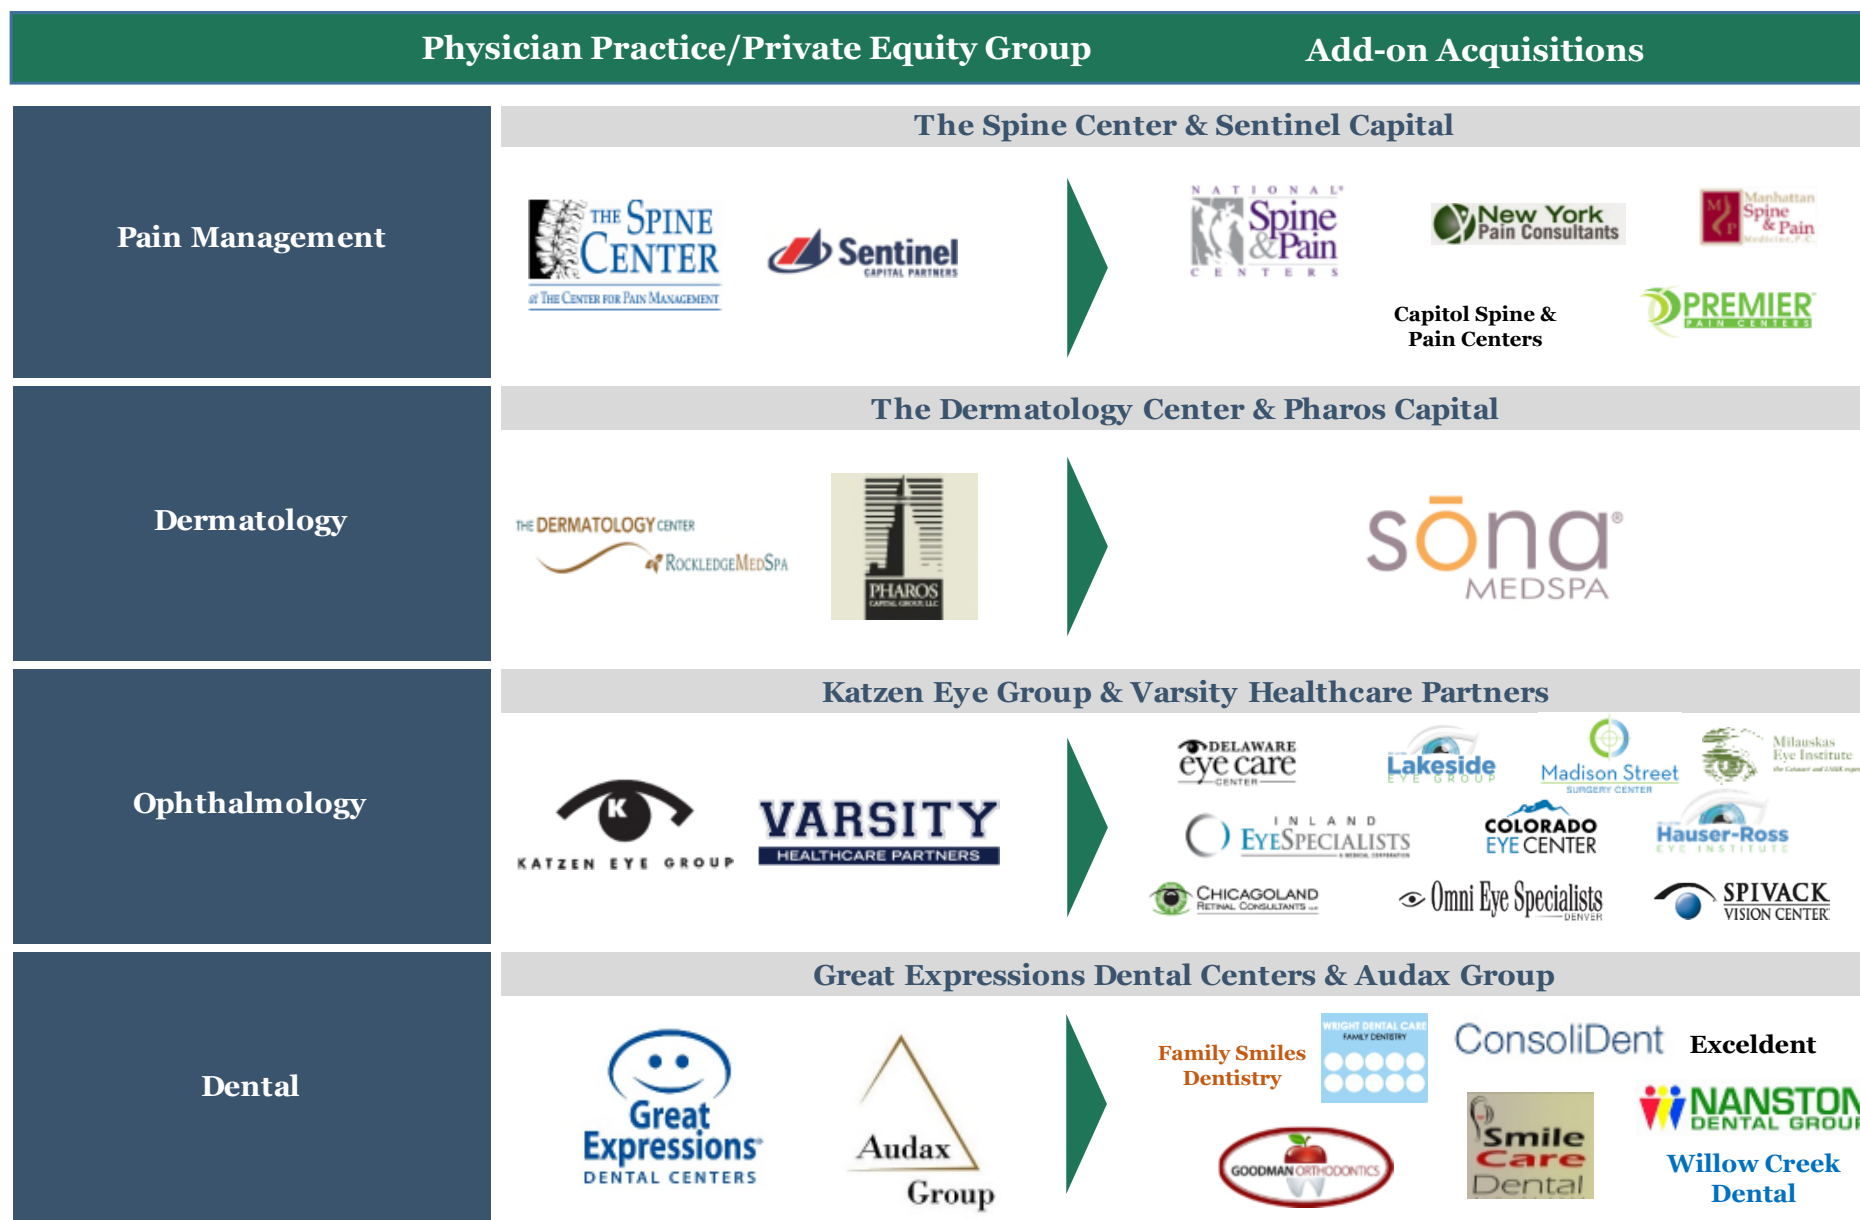 Physician Practice/Private Equity Group
Add-on Acquisitions
Pain Management
The Spine Center & Sentinel Capital
THE SPINE
CENTER
at THE CENTER FOR PAIN MANAGEMENT
Sentinel
CAPITAL PARTNERS
NATIONAL®
Spine
&Pain
CENTERS
New York
Pain Consultants
M
P
Manhattan
Spine
& Pain
Medicine, P.C.
Capitol Spine &
Pain Centers
PREMIER
PAIN CENTERS
Dermatology
The Dermatology Center & Pharos Capital
THE DERMATOLOGY CENTER
ROCKLEDGEMEDSPA
PHAROS
CAPITAL GROUP, LLC
sōna®
MEDSPA
Ophthalmology
Katzen Eye Group & Varsity Healthcare Partners
K
KATZEN EYE GROUP
VARSITY
HEALTHCARE PARTNERS
DELAWARE
eye care
CENTER
Lakeside
EYE GROUP
Madison Street
SURGERY CENTER
Milauskas
Eye Institute
INLAND
EYESPECIALISTS
A MEDICAL CORPORATION
COLORADO
EYE CENTER
Hauser-Ross
EYE INSTITUTE
CHICAGOLAND
RETINAL CONSULTANTS LLC
Omni Eye Specialists
DENVER
SPIVACK
VISION CENTER
Dental
Great Expressions Dental Centers & Audax Group
Great
Expressions®
DENTAL CENTERS
Audax
Group
Family Smiles
Dentistry
WRIGHT DENTAL CARE
FAMILY DENTISTRY
ConsoliDent
Exceldent
GOODMAN ORTHODONTICS
Smile
Care
Dental
NANSTON
DENTAL GROUP
Willow Creek
Dental